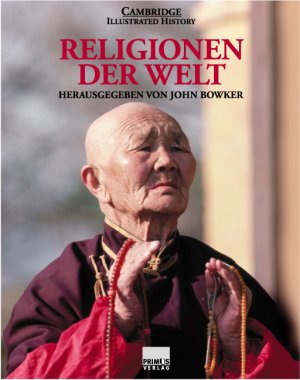 CAMBRIDGE
ILLUSTRATED HISTORY
RELIGIONEN
DER WELT
HERAUSGEGEBEN VON JOHN BOWKER
PRIMUS
VERLAG